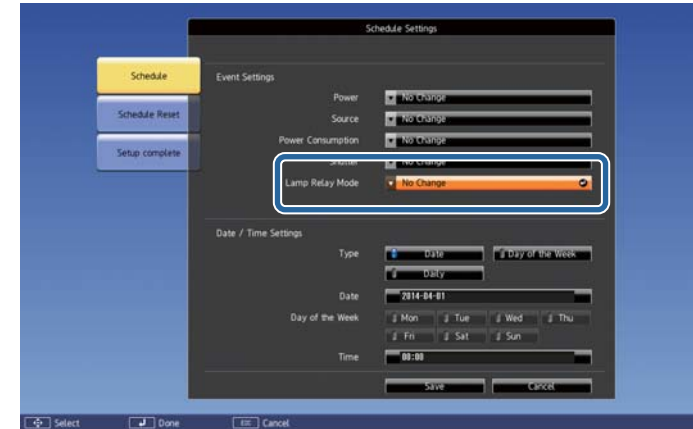 Schedule Settings
Schedule
Schedule Reset
Setup complete
Event Settings
Power No Change
Source No Change
Power Consumption No Change
Shutter No Change
Lamp Relay Mode No Change
Date / Time Settings
Type Date Day of the Week
Daily
Date 2014-04-01
Day of the Week Mon Tue Wed Thu
Fri Sat Sun
Time 00:00
Save Cancel
Select Done Esc Cancel